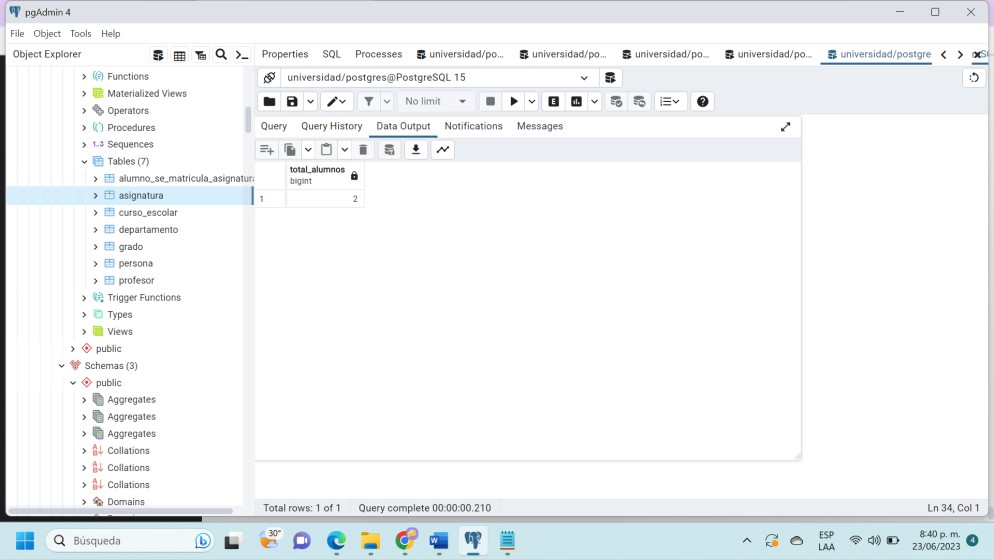 pgAdmin 4
File Object Tools Help
Object Explorer
Properties SQL Processes universidad/po... universidad/po... universidad/po... universidad/po... universidad/postgre
universidad/postgres@PostgreSQL 15
No limit
E
Query Query History Data Output Notifications Messages
total_alumnos
bigint
1 2
Functions
Materialized Views
Operators
Procedures
1..3 Sequences
Tables (7)
alumno_se_matricula_asignatura
asignatura
curso_escolar
departamento
grado
persona
profesor
Trigger Functions
Types
Views
public
Schemas (3)
public
Aggregates
Aggregates
Aggregates
Collations
Collations
Collations
Domains
Total rows: 1 of 1 Query complete 00:00:00.210 Ln 34, Col 1
Búsqueda
30°
ESP
LAA
8:40 p. m.
23/06/2023
4